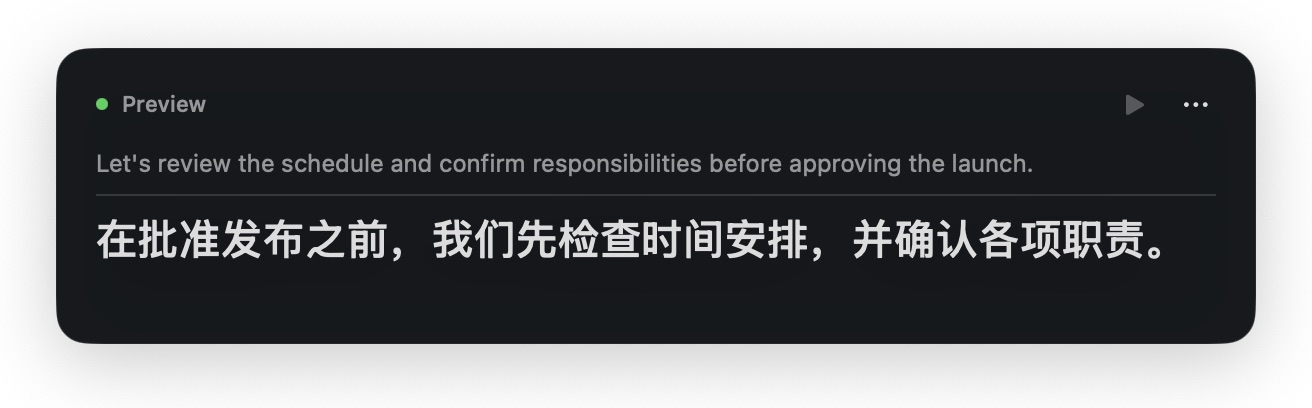 Preview
Let's review the schedule and confirm responsibilities before approving the launch.
在批准发布之前，我们先检查时间安排，并确认各项职责。